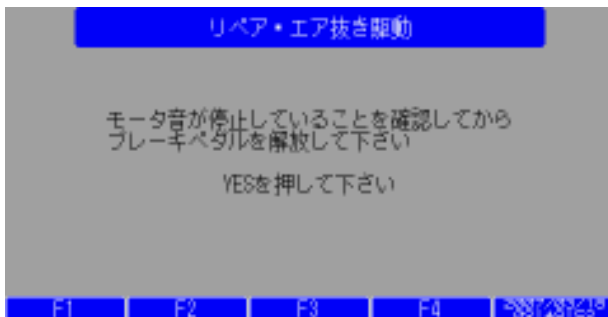 リペア・エア抜き駆動
モータ音が停止していることを確認してから
ブレーキペダルを解放して下さい
YESを押して下さい
F1 F2 F3 F4